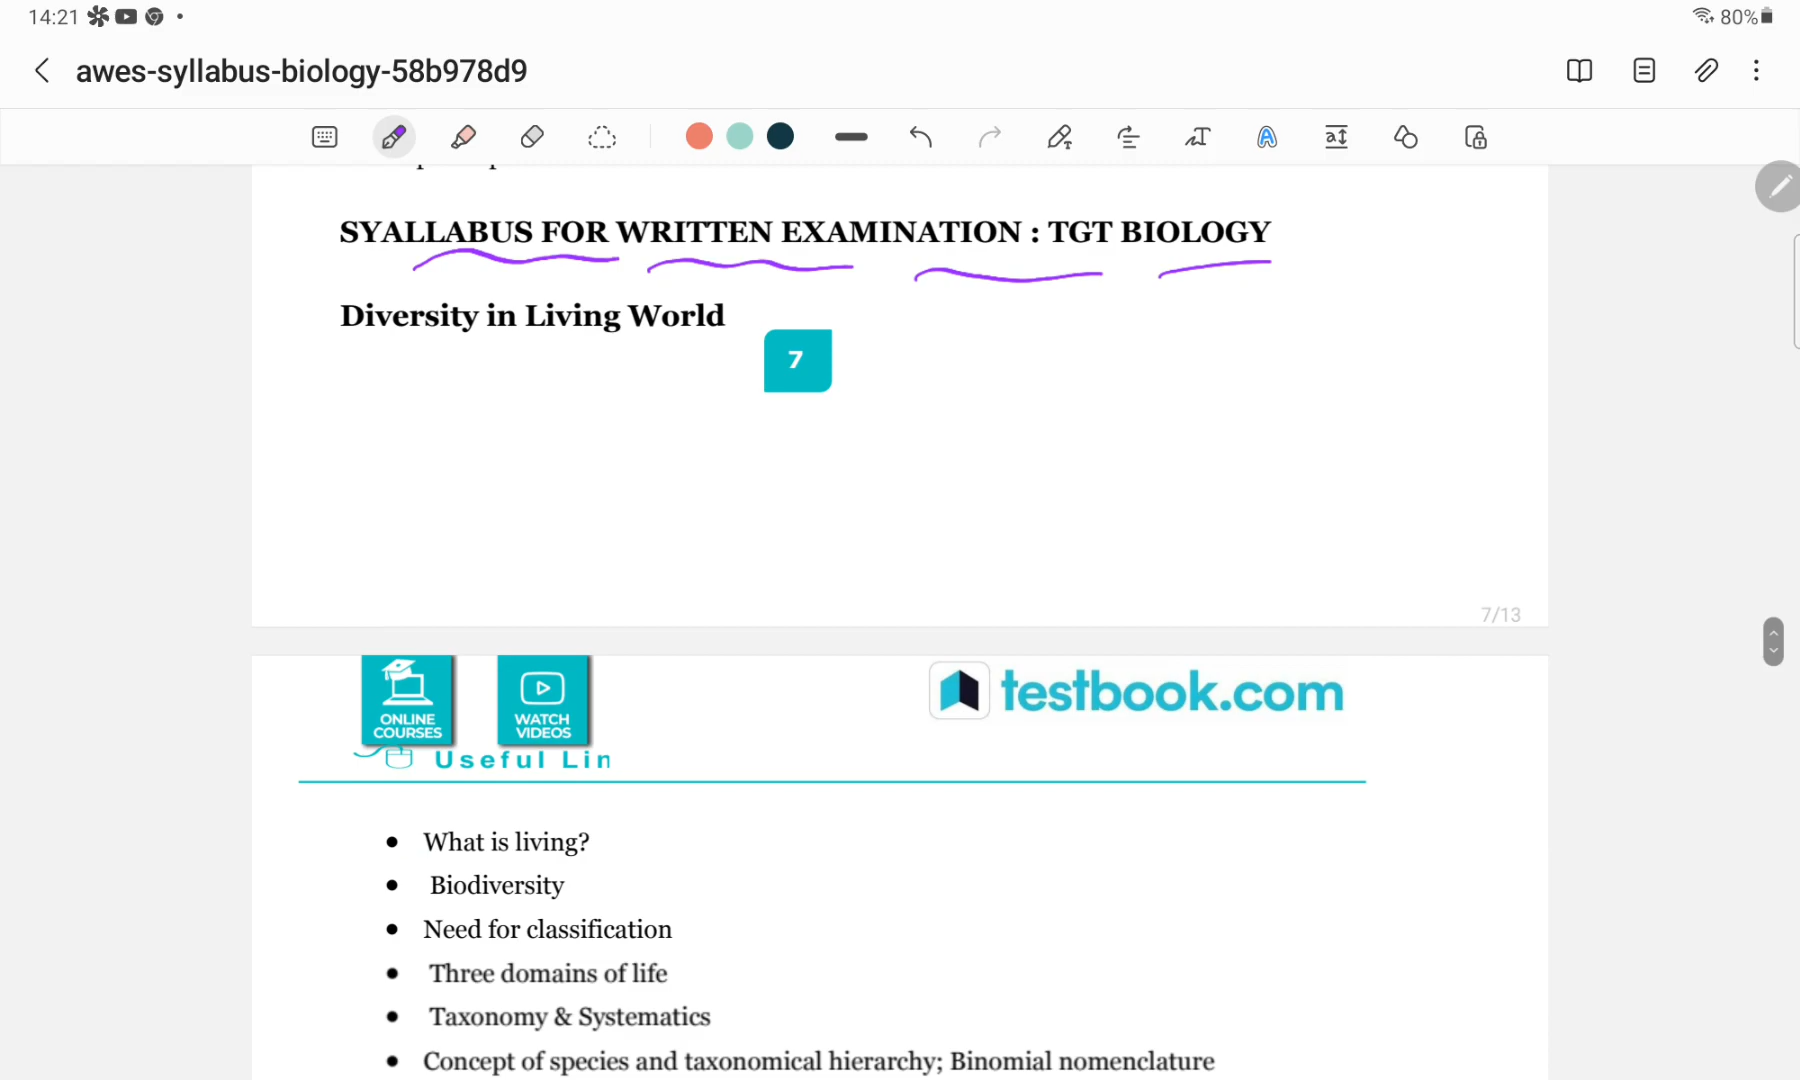 14:21
80%
awes-syllabus-biology-58b978d9
SYALLABUS FOR WRITTEN EXAMINATION : TGT BIOLOGY
Diversity in Living World
7
7/13
ONLINE COURSES
WATCH VIDEOS
testbook.com
Useful Lin
• What is living?
• Biodiversity
• Need for classification
• Three domains of life
• Taxonomy & Systematics
• Concept of species and taxonomical hierarchy; Binomial nomenclature